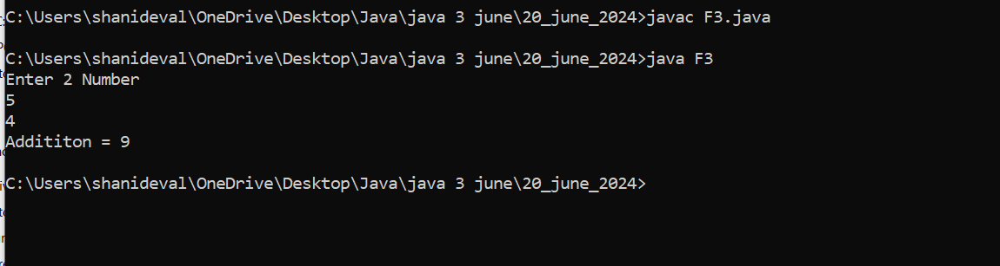 C:\Users\shanideval\OneDrive\Desktop\Java\java 3 june\20_june_2024>javac F3.java
C:\Users\shanideval\OneDrive\Desktop\Java\java 3 june\20_june_2024>java F3
Enter 2 Number
5
4
Addititon = 9
C:\Users\shanideval\OneDrive\Desktop\Java\java 3 june\20_june_2024>